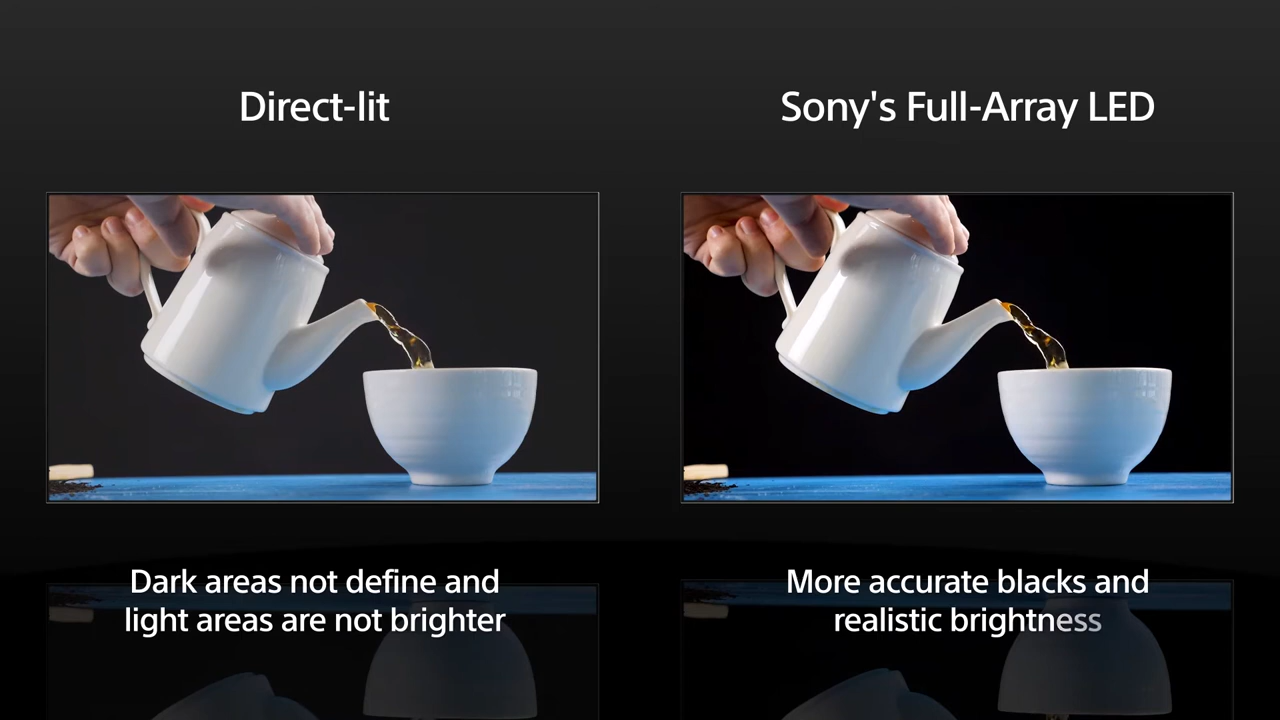 Direct-lit
Sony's Full-Array LED
Dark areas not define and
light areas are not brighter
More accurate blacks and
realistic brightness